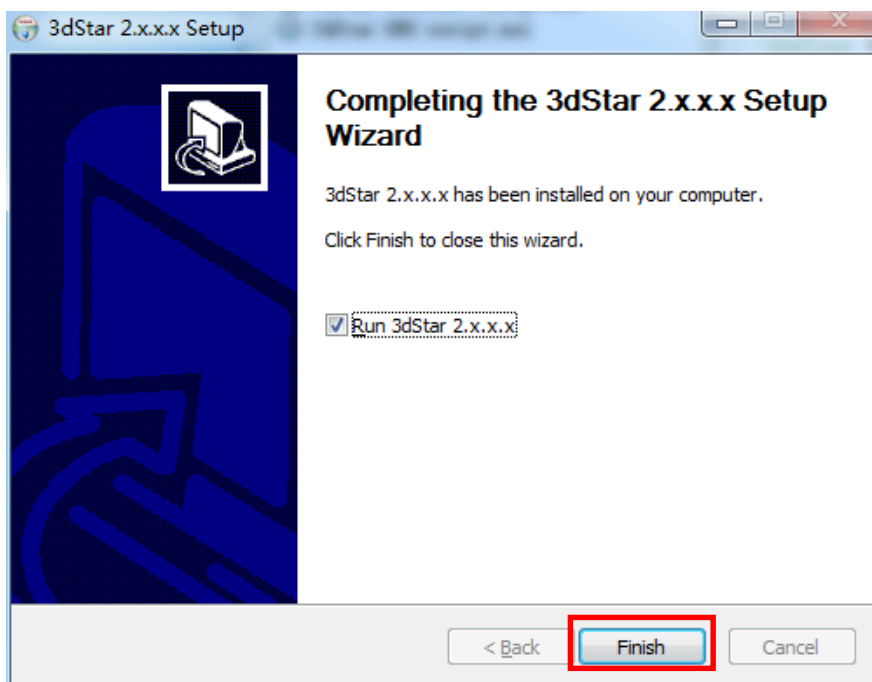 3dStar 2.x.x.x Setup
Completing the 3dStar 2.x.x.x Setup
Wizard
3dStar 2.x.x.x has been installed on your computer.
Click Finish to close this wizard.
Run 3dStar 2.x.x.x
< Back
Finish
Cancel